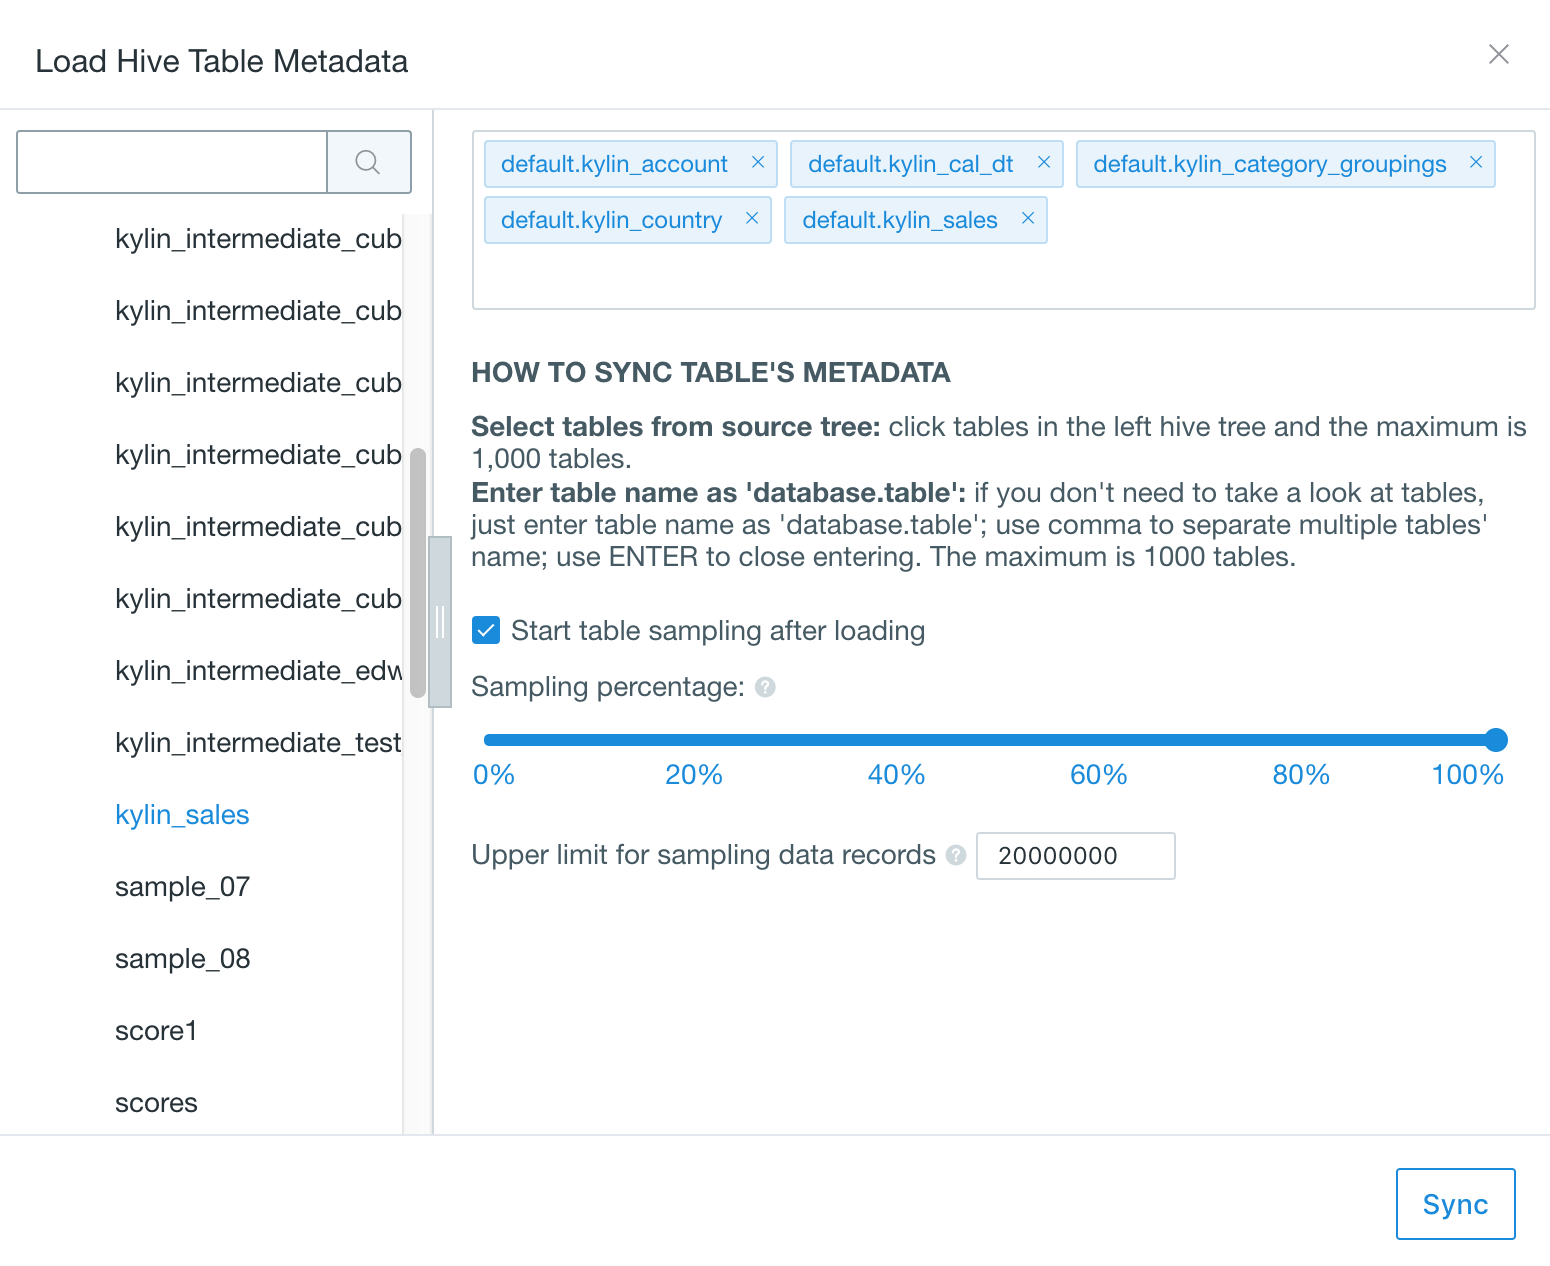 Load Hive Table Metadata
kylin_intermediate_cub
kylin_intermediate_cub
kylin_intermediate_cub
kylin_intermediate_cub
kylin_intermediate_cub
kylin_intermediate_cub
kylin_intermediate_edw
kylin_intermediate_test
kylin_sales
sample_07
sample_08
score1
scores
default.kylin_account
default.kylin_cal_dt
default.kylin_category_groupings
default.kylin_country
default.kylin_sales
HOW TO SYNC TABLE'S METADATA
Select tables from source tree: click tables in the left hive tree and the maximum is
1,000 tables.
Enter table name as 'database.table': if you don't need to take a look at tables,
just enter table name as 'database.table'; use comma to separate multiple tables'
name; use ENTER to close entering. The maximum is 1000 tables.
Start table sampling after loading
Sampling percentage: ?
0% 20% 40% 60% 80% 100%
Upper limit for sampling data records ? 20000000
Sync